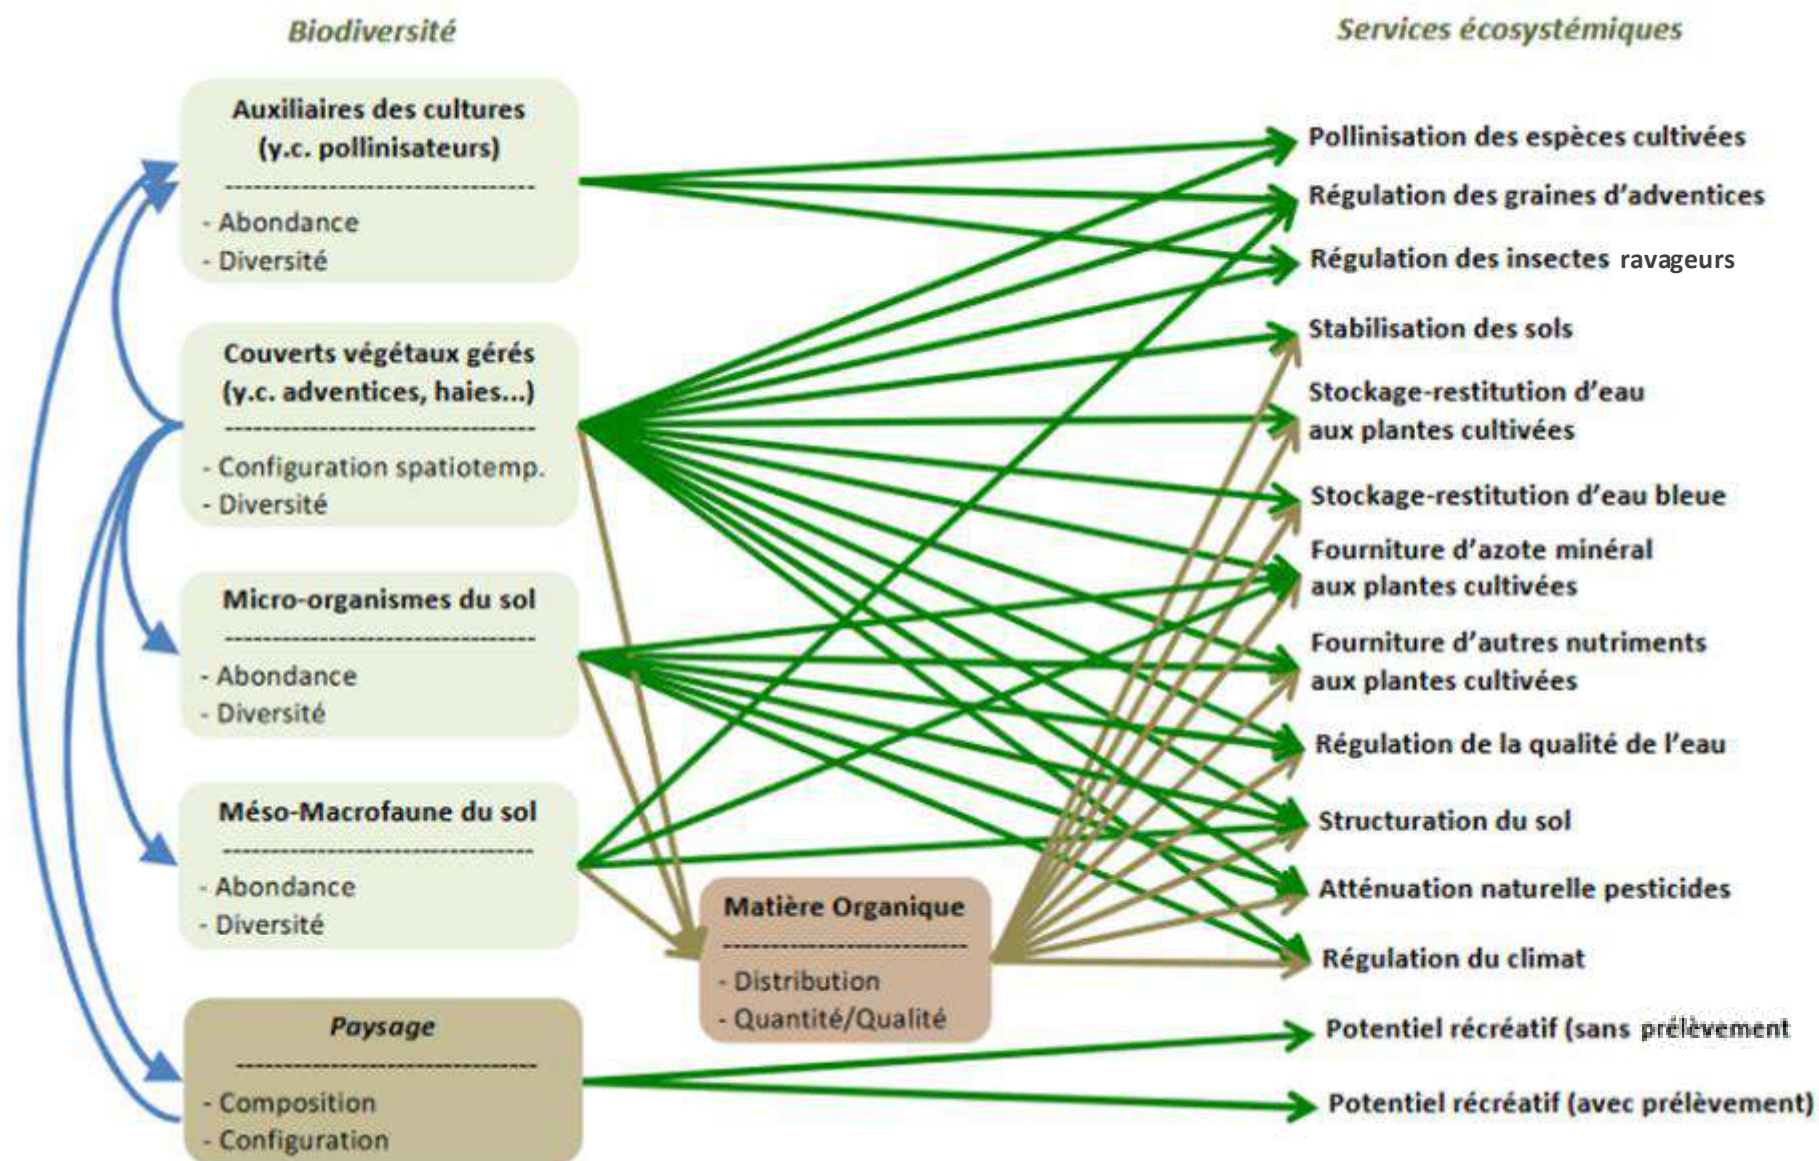 Biodiversité
Services écosystémiques
Auxiliaires des cultures
(y.c. pollinisateurs)
- Abondance
- Diversité
Couverts végétaux gérés
(y.c. adventices, haies...)
- Configuration spatiotemp.
- Diversité
Micro-organismes du sol
- Abondance
- Diversité
Méso-Macrofaune du sol
- Abondance
- Diversité
Paysage
- Composition
- Configuration
Matière Organique
- Distribution
- Quantité/Qualité
Pollinisation des espèces cultivées
Régulation des graines d'adventices
Régulation des insectes ravageurs
Stabilisation des sols
Stockage-restitution d'eau
aux plantes cultivées
Stockage-restitution d'eau bleue
Fourniture d'azote minéral
aux plantes cultivées
Fourniture d'autres nutriments
aux plantes cultivées
Régulation de la qualité de l'eau
Structuration du sol
Atténuation naturelle pesticides
Régulation du climat
Potentiel récréatif (sans prélèvement
Potentiel récréatif (avec prélèvement)